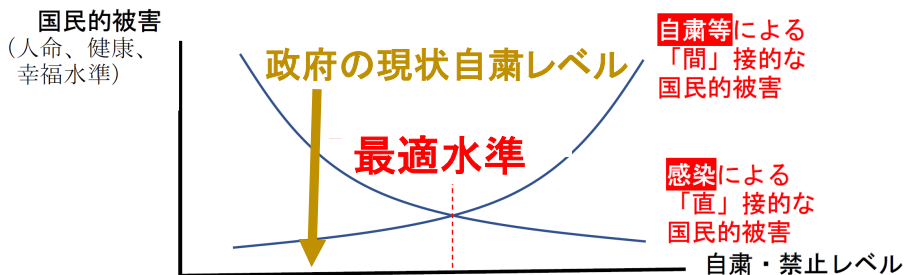 国民的被害
（人命、健康、
幸福水準）
政府の現状自粛レベル
最適水準
自粛等による
「間」接的な
国民的被害
感染による
「直」接的な
国民的被害
自粛・禁止レベル